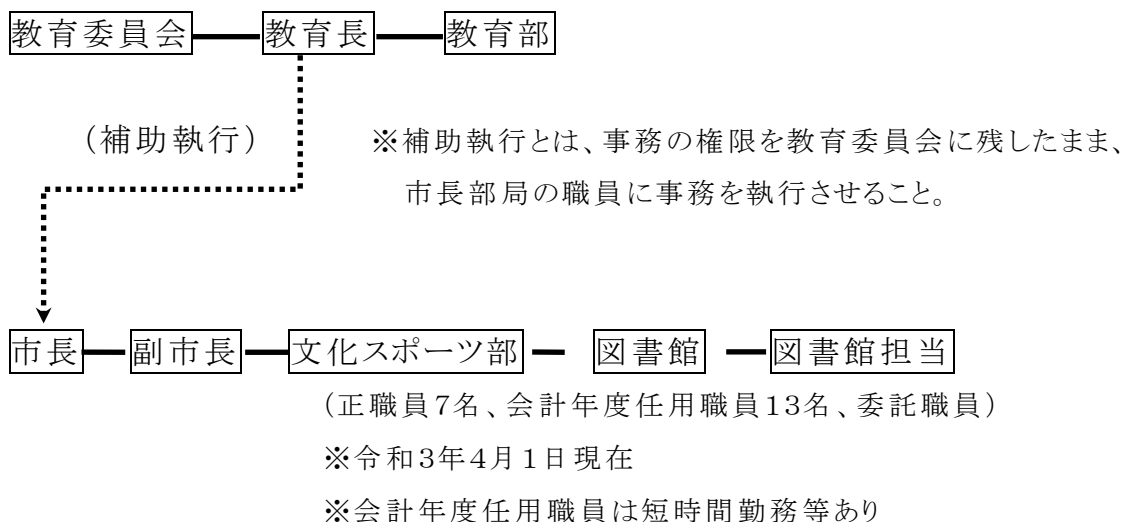 教育委員会 教育長 教育部
(補助執行) ※補助執行とは、事務の権限を教育委員会に残したまま、
市長部局の職員に事務を執行させること。
市長 副市長 文化スポーツ部 図書館 図書館担当
(正職員7名、会計年度任用職員13名、委託職員)
※令和3年4月1日現在
※会計年度任用職員は短時間勤務等あり